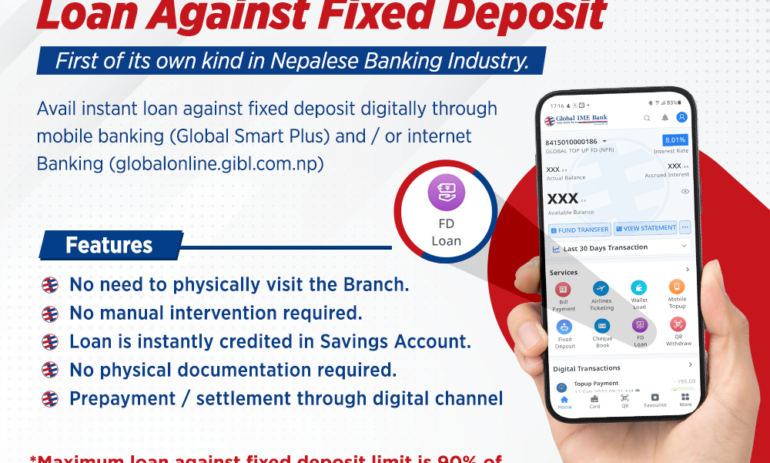 Loan Against Fixed Deposit
First of its own kind in Nepalese Banking Industry.
Avail instant loan against fixed deposit digitally through
mobile banking (Global Smart Plus) and / or internet
Banking (globalonline.gibl.com.np)
FD
Loan
Features
No need to physically visit the Branch.
No manual intervention required.
Loan is instantly credited in Savings Account.
No physical documentation required.
Prepayment / settlement through digital channel
*Maximum loan against fixed deposit limit is 90% of
17:16
83%
Global IME Bank
8415010000186
8.01%
GLOBAL TOP UP FD (NPR)
Interest Rate
XXX.
XXX.
Actual Balance
Accrued Interest
XXX.
Available Balance
FUND TRANSFER
VIEW STATEMENT
Last 30 Days Transaction
Services
Bill Payment
Airlines Ticketing
Wallet Load
Mobile Topup
Fixed Deposit
Cheque Book
FD Loan
QR Withdraw
Digital Transactions
Topup Payment
Home
Card
QR
Favourite
More